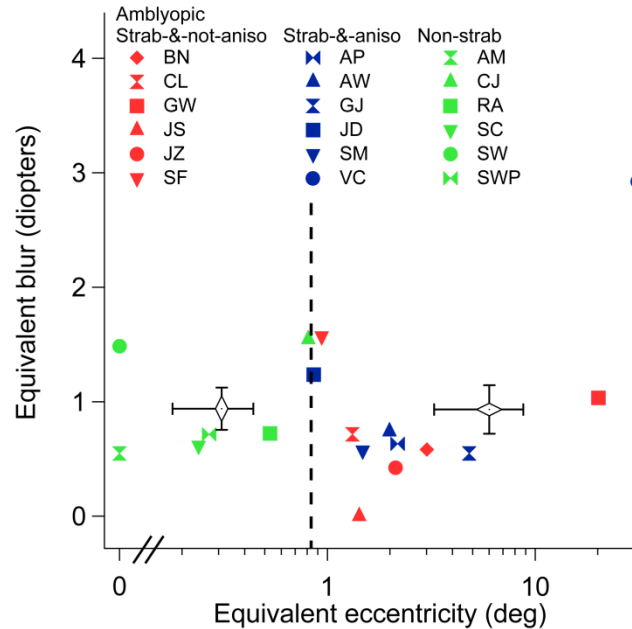 Amblyopic
Strab-&-not-aniso Strab-&-aniso Non-strab
BN AP AM
CL AW CJ
GW GJ RA
JS JD SC
JZ SM SW
SF VC SWP
Equivalent blur (diopters)
4
3
2
1
0
0 1 10
Equivalent eccentricity (deg)